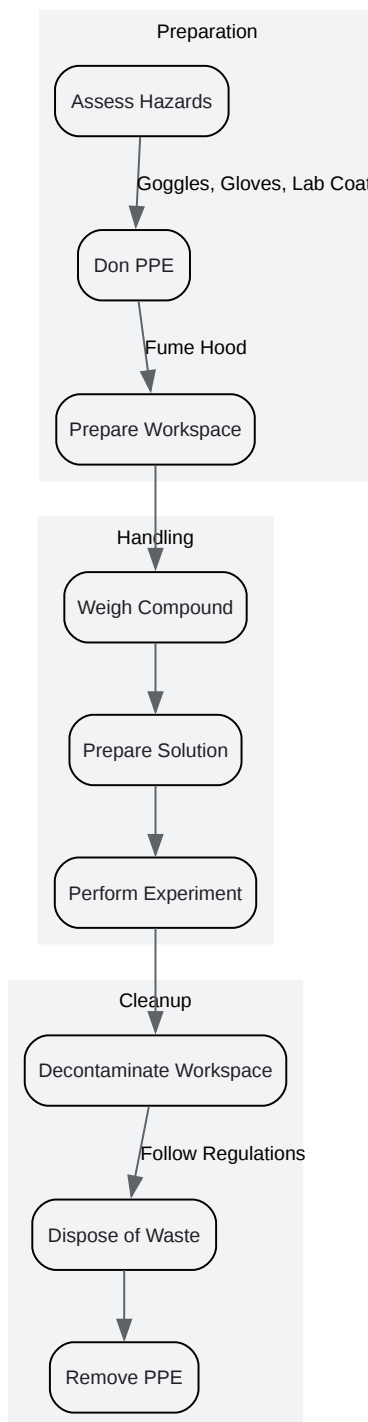 Preparation
Assess Hazards
Goggles, Gloves, Lab Coat
Don PPE
Fume Hood
Prepare Workspace
Handling
Weigh Compound
Prepare Solution
Perform Experiment
Cleanup
Decontaminate Workspace
Follow Regulations
Dispose of Waste
Remove PPE